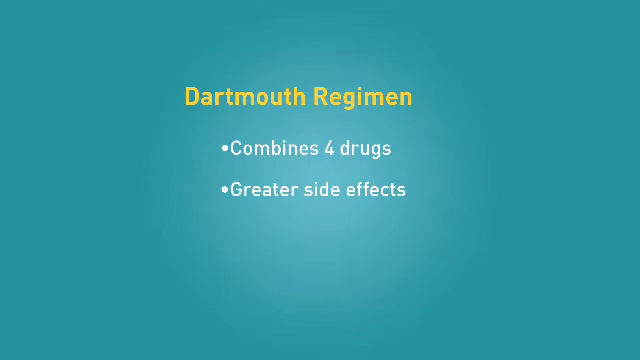 Dartmouth Regimen
•Combines 4 drugs
•Greater side effects